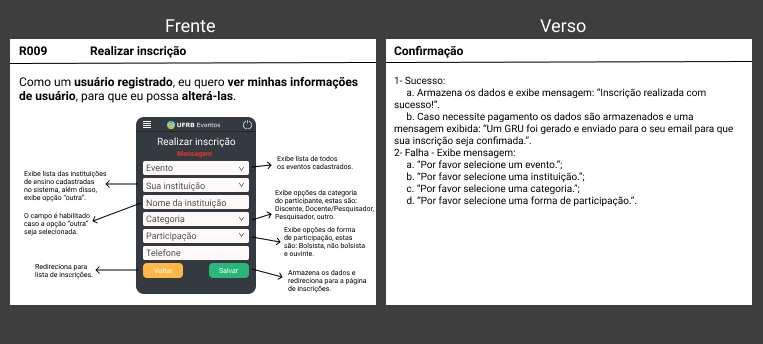 Frente
Verso
R009 Realizar inscrição
Como um usuário registrado, eu quero ver minhas informações
de usuário, para que eu possa alterá-las.
UFRB Eventos
Realizar inscrição
Mensagem
Evento
Sua instituição
Nome da instituição
Categoria
Participação
Telefone
Voltar
Salvar
Exibe lista das instituições
de ensino cadastradas
no sistema, além disso,
exibe opção "outra".
O campo é habilitado
caso a opção "outra"
seja selecionada.
Redireciona para
lista de inscrições.
Exibe lista de todos
os eventos cadastrados.
Exibe opções da categoria
do participante, estas são:
Discente, Docente/Pesquisador,
Pesquisador, outro.
Exibe opções de forma
de participação, estas
são: Bolsista, não bolsista
e ouvinte.
Armazena os dados e
redireciona para a página
de inscrições.
Confirmação
1- Sucesso:
a. Armazena os dados e exibe mensagem: “Inscrição realizada com
sucesso!”.
b. Caso necessite pagamento os dados são armazenados e uma
mensagem exibida: “Um GRU foi gerado e enviado para o seu email para que
sua inscrição seja confimada.”.
2- Falha - Exibe mensagem:
a. “Por favor selecione um evento.”;
b. “Por favor selecione uma instituição.”;
c. “Por favor selecione uma categoria.”;
d. “Por favor selecione uma forma de participação.”.